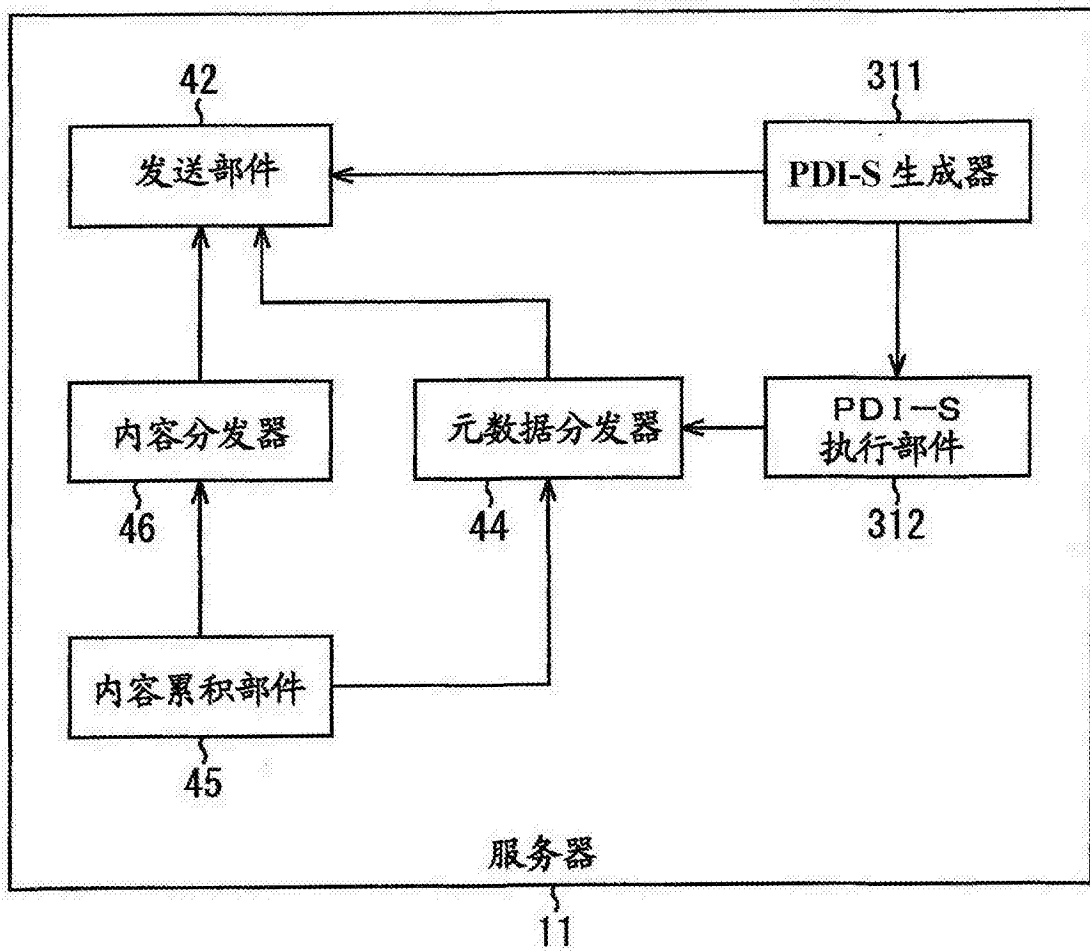 42
发送部件
311
PDI-S 生成器
内容分发器
46
元数据分发器
44
PDI-S
执行部件
312
内容累积部件
45
服务器
11